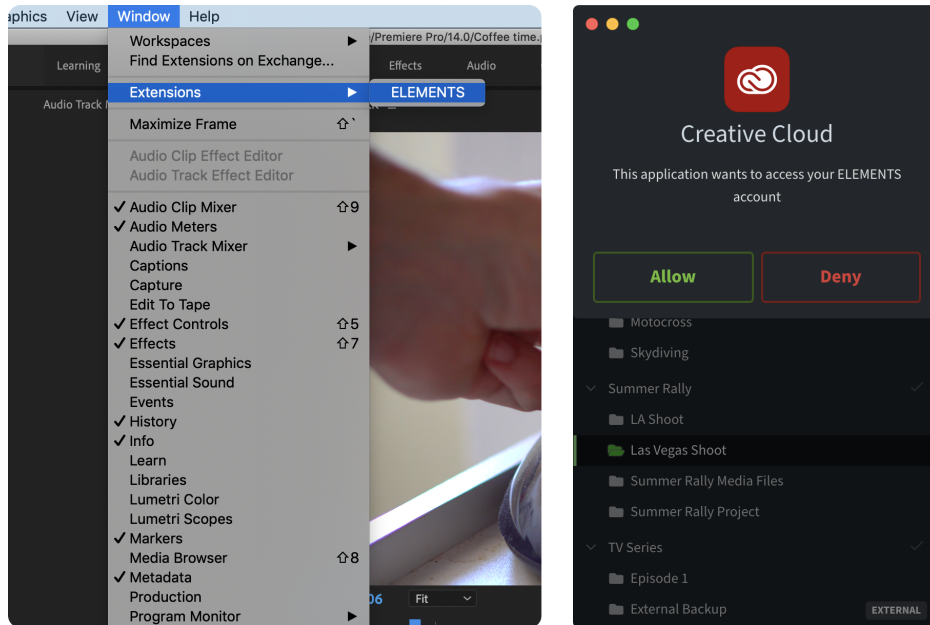 aphics View Window Help
Workspaces
Find Extensions on Exchange...
Extensions
ELEMENTS
Maximize Frame ⇧`
Audio Clip Effect Editor
Audio Track Effect Editor
✓ Audio Clip Mixer ⇧9
✓ Audio Meters
Audio Track Mixer
Captions
Capture
Edit To Tape
✓ Effect Controls ⇧5
✓ Effects ⇧7
Essential Graphics
Essential Sound
Events
✓ History
✓ Info
Learn
Libraries
Lumetri Color
Lumetri Scopes
✓ Markers
Media Browser ⇧8
✓ Metadata
Production
Program Monitor
/Premiere Pro/14.0/Coffee time.p
Learning Effects Audio
Audio Track M
06 Fit
Creative Cloud
This application wants to access your ELEMENTS
account
Allow Deny
Motocross
Skydiving
Summer Rally
LA Shoot
Las Vegas Shoot
Summer Rally Media Files
Summer Rally Project
TV Series
Episode 1
External Backup EXTERNAL